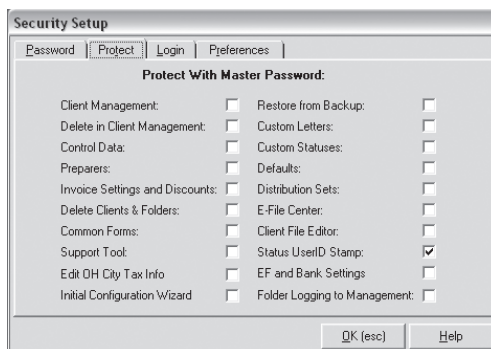 Security Setup
Password Protect Login Preferences
Protect With Master Password:
Client Management: Restore from Backup:
Delete in Client Management: Custom Letters:
Control Data: Custom Statuses:
Preparers: Defaults:
Invoice Settings and Discounts: Distribution Sets:
Delete Clients & Folders: E-File Center:
Common Forms: Client File Editor:
Support Tool: Status UserID Stamp:
Edit OH City Tax Info EF and Bank Settings
Initial Configuration Wizard Folder Logging to Management:
OK (esc) Help